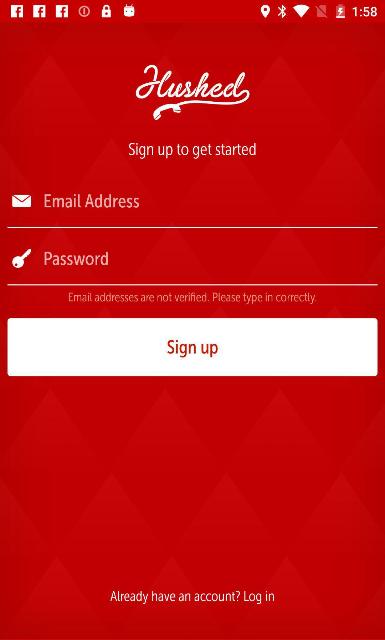 1:58
Hushed
Sign up to get started
Email Address
Password
Email addresses are not verified. Please type in correctly.
Sign up
Already have an account? Log in